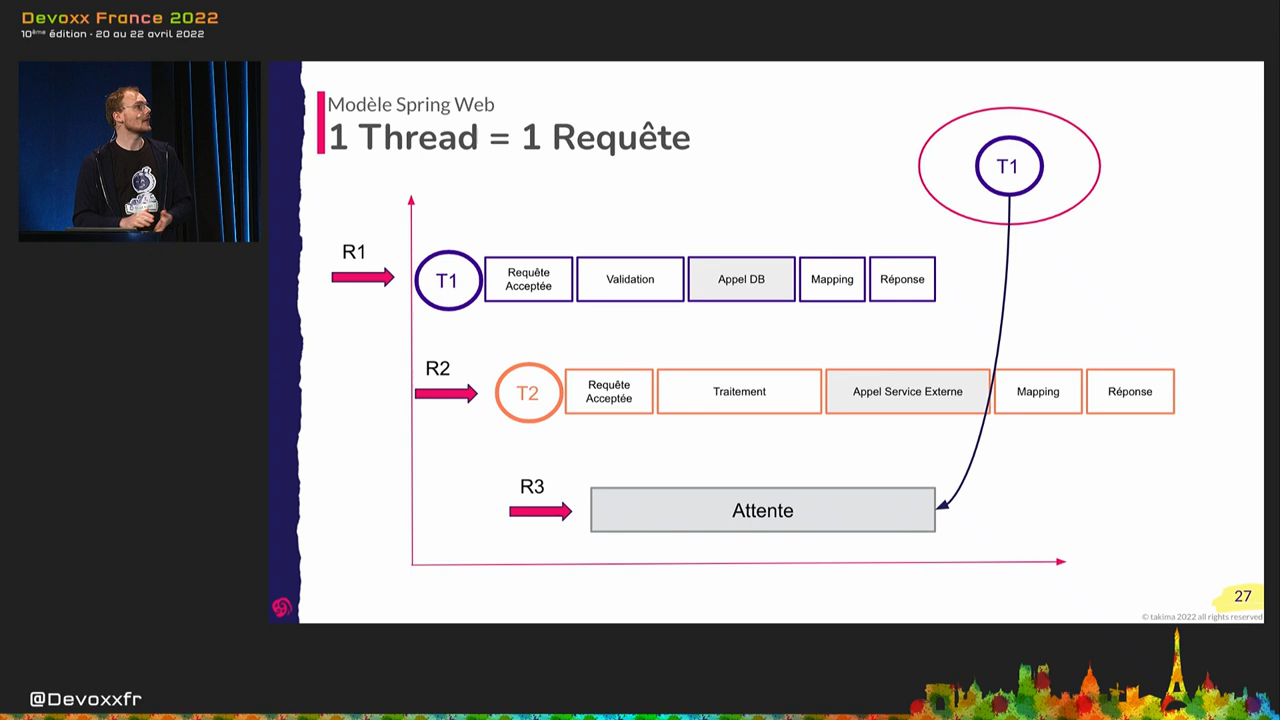 Devoxx France 2022
10ème édition - 20 au 22 avril 2022
Modèle Spring Web
1 Thread = 1 Requête
T1
R1
T1
Requête
Acceptée
Validation
Appel DB
Mapping
Réponse
R2
T2
Requête
Acceptée
Traitement
Appel Service Externe
Mapping
Réponse
R3
Attente
27
© takima 2022 all rights reserved
@Devoxxfr